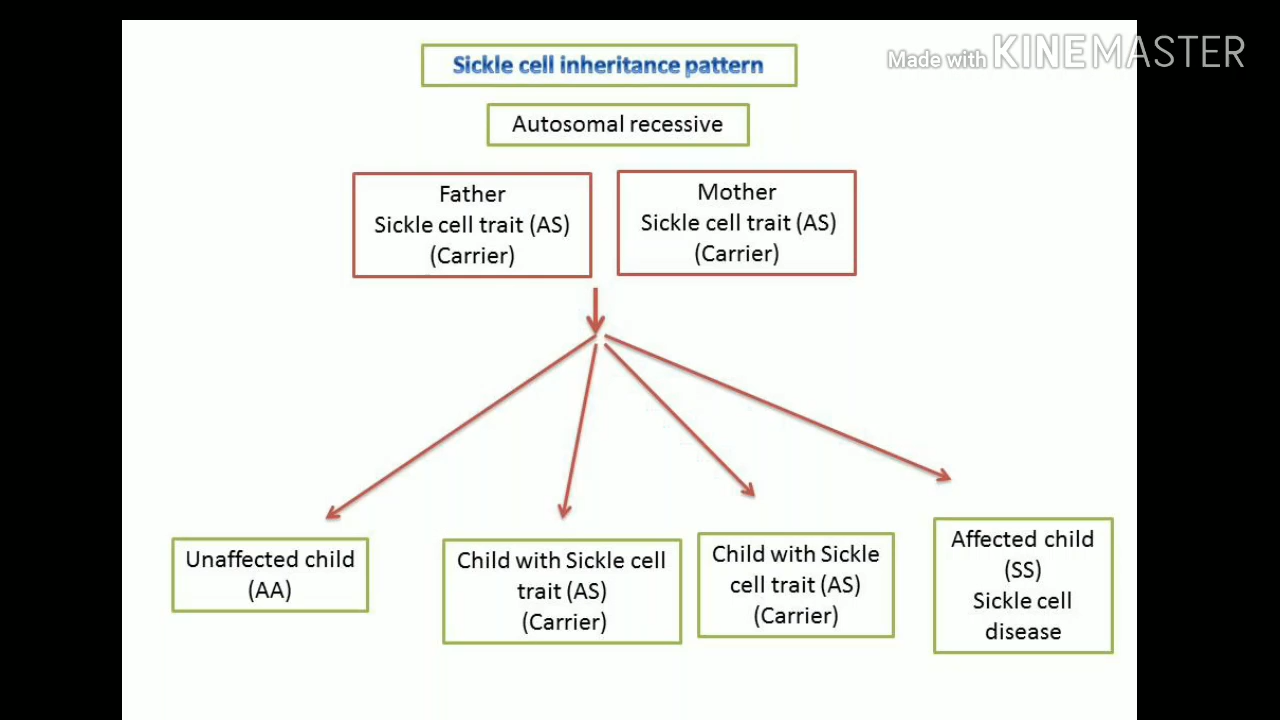 Made with KINEMASTER
Sickle cell inheritance pattern
Autosomal recessive
Father
Sickle cell trait (AS)
(Carrier)
Mother
Sickle cell trait (AS)
(Carrier)
Unaffected child
(AA)
Child with Sickle cell
trait (AS)
(Carrier)
Child with Sickle
cell trait (AS)
(Carrier)
Affected child
(SS)
Sickle cell
disease